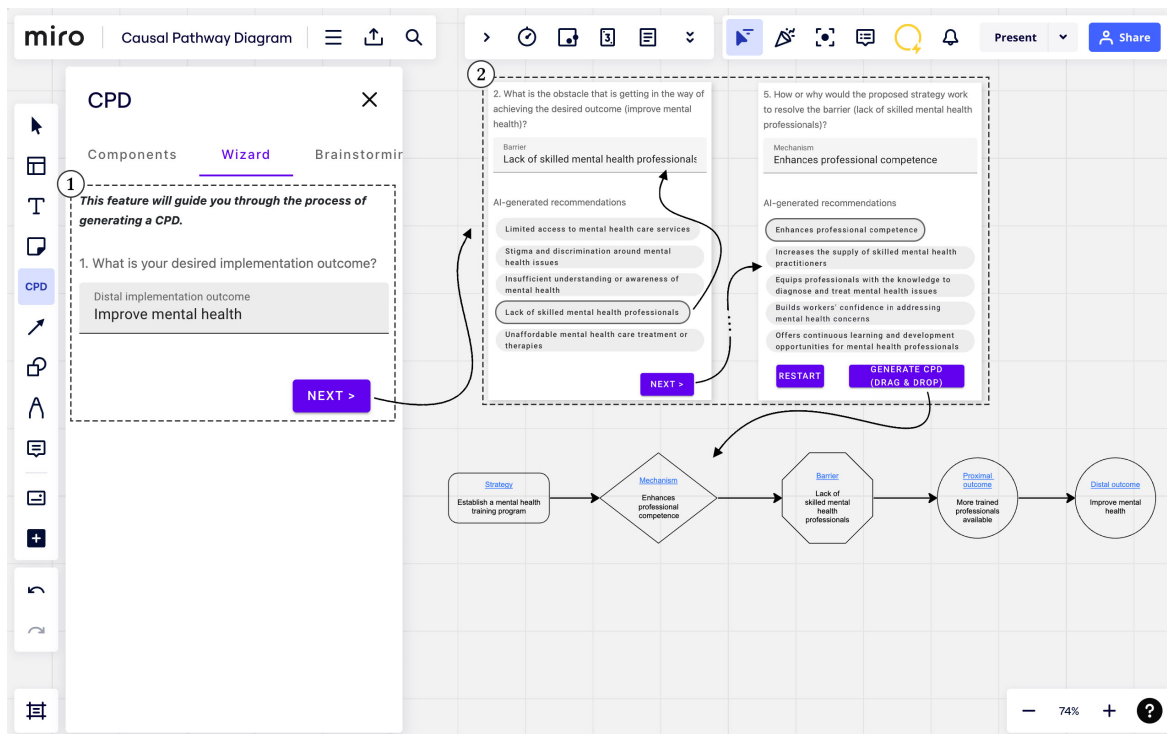 miro
Causal Pathway Diagram
3
Present
Share
CPD
Components
Wizard
Brainstormin
1
This feature will guide you through the process of
generating a CPD.
1. What is your desired implementation outcome?
Distal implementation outcome
Improve mental health
NEXT >
CPD
2
2. What is the obstacle that is getting in the way of
achieving the desired outcome (improve mental
health)?
Barrier
Lack of skilled mental health professionals
AI-generated recommendations
Limited access to mental health care services
Stigma and discrimination around mental
health issues
Insufficient understanding or awareness of
mental health
Lack of skilled mental health professionals
Unaffordable mental health care treatment or
therapies
NEXT >
5. How or why would the proposed strategy work
to resolve the barrier (lack of skilled mental health
professionals)?
Mechanism
Enhances professional competence
AI-generated recommendations
Enhances professional competence
Increases the supply of skilled mental health
practitioners
Equips professionals with the knowledge to
diagnose and treat mental health issues
Builds workers' confidence in addressing
mental health concerns
Offers continuous learning and development
opportunities for mental health professionals
RESTART
GENERATE CPD
(DRAG & DROP)
Strategy
Establish a mental health
training program
Mechanism
Enhances
professional
competence
Barrier
Lack of
skilled mental
health
professionals
Proximal
outcome
More trained
professionals
available
Distal outcome
Improve mental
health
74%
?